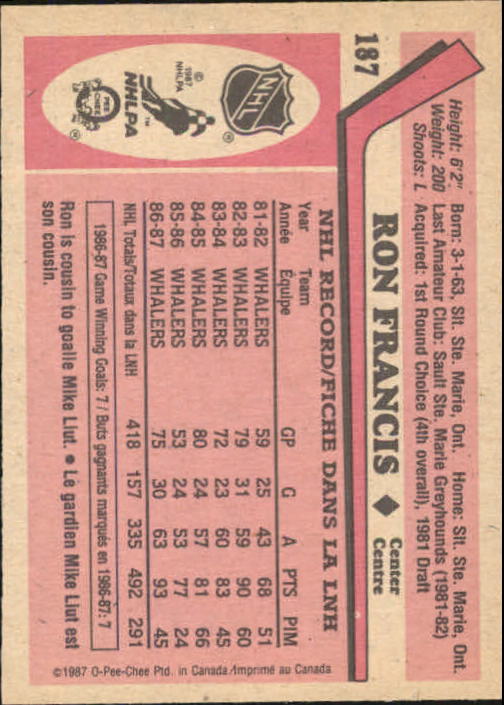 187
Height: 6'2" Born: 3-1-63, Slt. Ste. Marie, Ont. Home: Slt. Ste. Marie, Ont.
Weight: 200 Last Amateur Club: Sault Ste. Marie Greyhounds (1981-82)
Shoots: L Acquired: 1st Round Choice (4th overall), 1981 Draft
RON FRANCIS ◆ Center
Centre
NHL RECORD/FICHE DANS LA LNH
Year Team GP G A PTS PIM
Année Équipe
81-82 WHALERS 59 25 43 68 51
82-83 WHALERS 79 31 59 90 60
83-84 WHALERS 72 23 60 83 45
84-85 WHALERS 80 24 57 81 66
85-86 WHALERS 53 24 53 77 24
86-87 WHALERS 75 30 63 93 45
NHL Totals/Totaux dans la LNH 418 157 335 492 291
1986-87 Game Winning Goals: 7 / Buts gagnants marqués en 1986-87: 7
Ron is cousin to goalie Mike Liut. • Le gardien Mike Liut est
son cousin.
NHL
®
© 1987
NHLPA
NHLPA
™
O PEE CHEE
®
©1987 O-Pee-Chee Ptd. in Canada/Imprimé au Canada